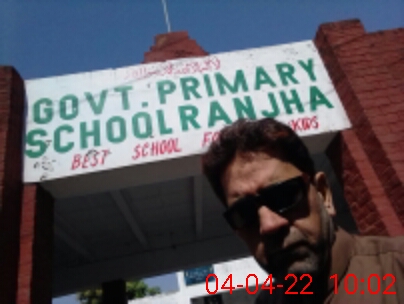 GOVT. PRIMARY
SCHOOL RANJHA
BEST SCHOOL FO KIDS
04-04-22 10:02